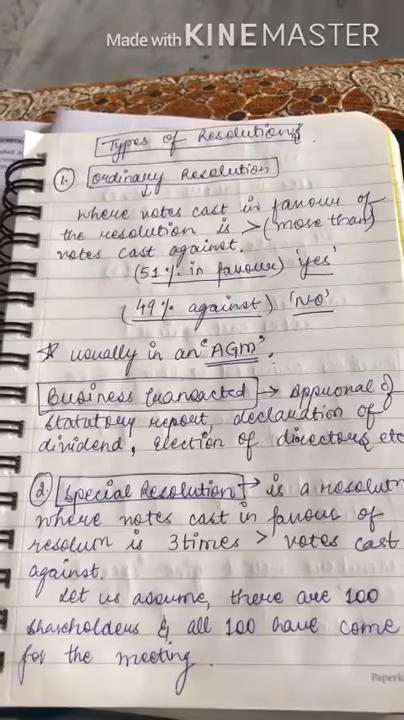 Made with KINEMASTER
Types of Resolutions.
1. Ordinary Resolution
where votes cast in favour of
the resolution is > (more than)
votes cast against.
(51% in favour) 'yes'
(49% against) 'No'
☆ usually in an 'AGM'.
Business transacted → Approval of
statutory report, declaration of
dividend, election of directors etc
2. Special Resolution → is a resolutn
where votes cast in favour of
resolutn is 3 times > votes cast
against.
Let us assume, there are 100
shareholders & all 100 have come
for the meeting.